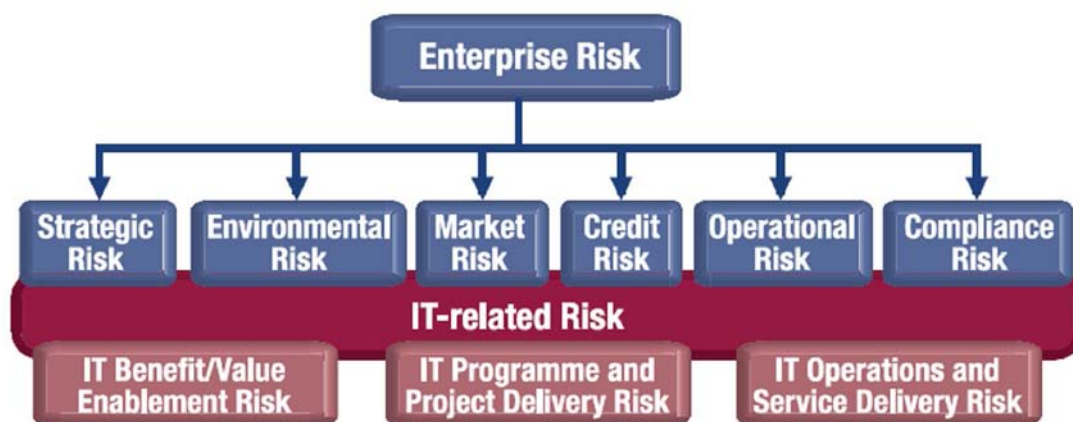 Enterprise Risk
Strategic
Risk
Environmental
Risk
Market
Risk
Credit
Risk
Operational
Risk
Compliance
Risk
IT-related Risk
IT Benefit/Value
Enablement Risk
IT Programme and
Project Delivery Risk
IT Operations and
Service Delivery Risk